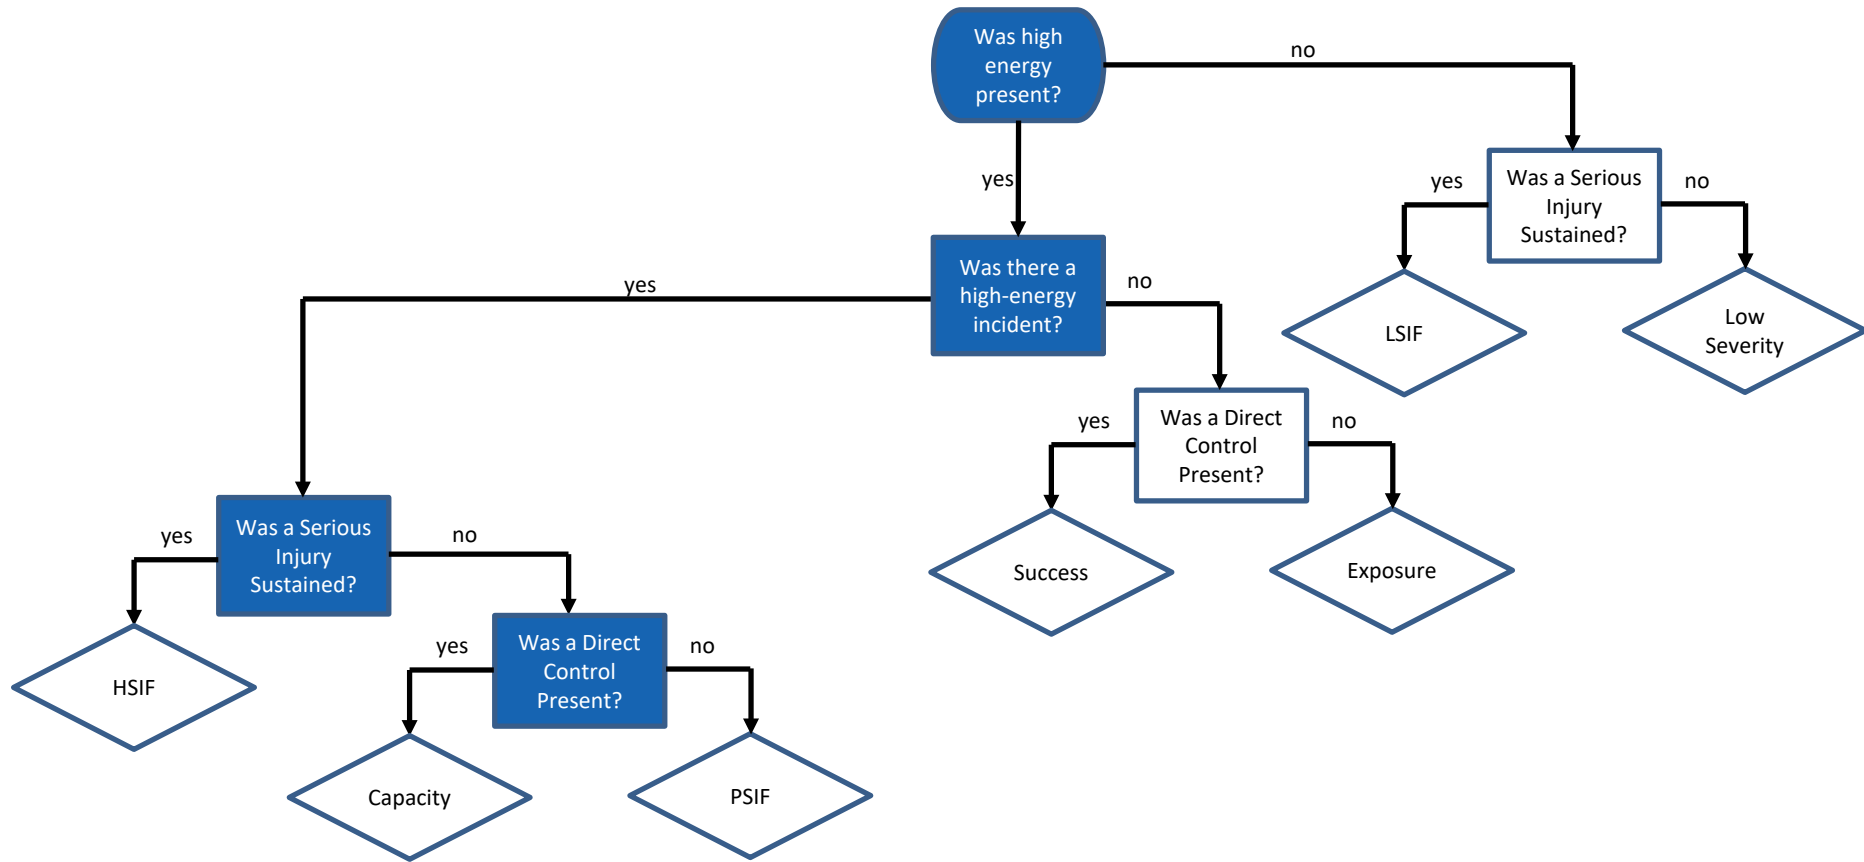 Was high
energy
present?
no
yes
Was a Serious
Injury
Sustained?
yes
no
LSIF
Low
Severity
Was there a
high-energy
incident?
yes
no
Was a Direct
Control
Present?
yes
no
Success
Exposure
Was a Serious
Injury
Sustained?
yes
no
HSIF
Was a Direct
Control
Present?
yes
no
Capacity
PSIF